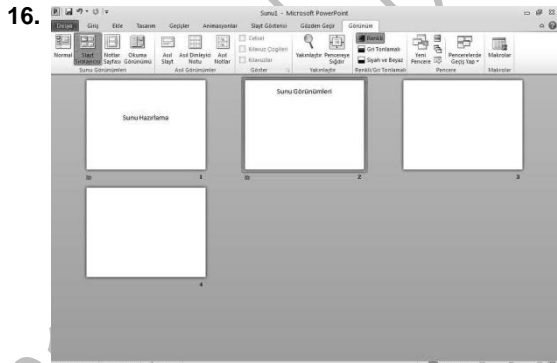 16.
Sunu1 - Microsoft PowerPoint
Dosya Giriş Ekle Tasarım Geçişler Animasyonlar Slayt Gösterisi Gözden Geçir Görünüm
Normal Slayt Sıralayıcısı Notlar Sayfası Okuma Görünümü
Asıl Slayt Asıl Dinleyici Notu Asıl Notlar
Cetvel
Kılavuz Çizgileri
Kılavuzlar
Yakınlaştır Pencereye Sığdır
Renkli
Gri Tonlamalı
Siyah ve Beyaz
Yeni Pencere
Pencerelerde Geçiş Yap
Makrolar
Sunu Görünümleri Asıl Görünümler Göster Yakınlaştır Renkli/Gri Tonlamalı Pencere Makrolar
Sunu Hazırlama
1
Sunu Görünümleri
2
3
4